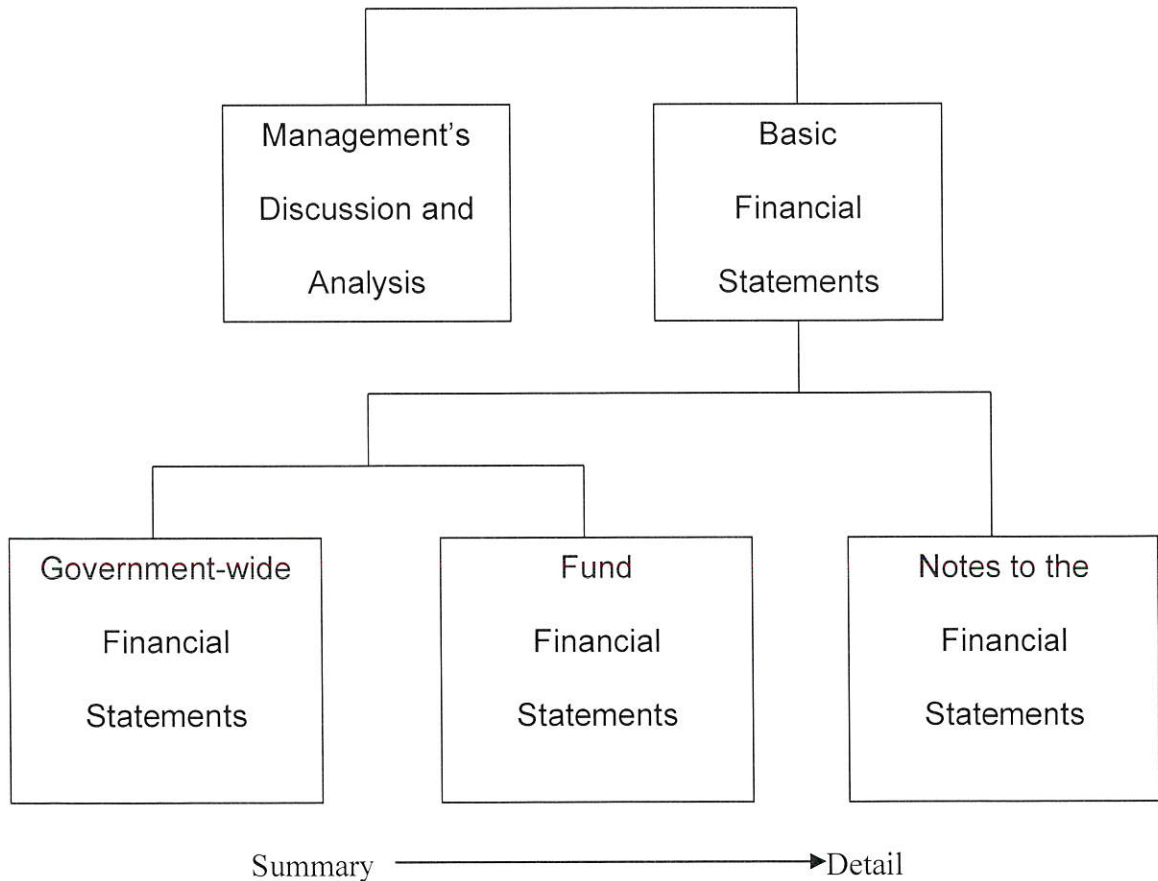 Management's
Discussion and
Analysis
Basic
Financial
Statements
Government-wide
Financial
Statements
Fund
Financial
Statements
Notes to the
Financial
Statements
Summary
Detail